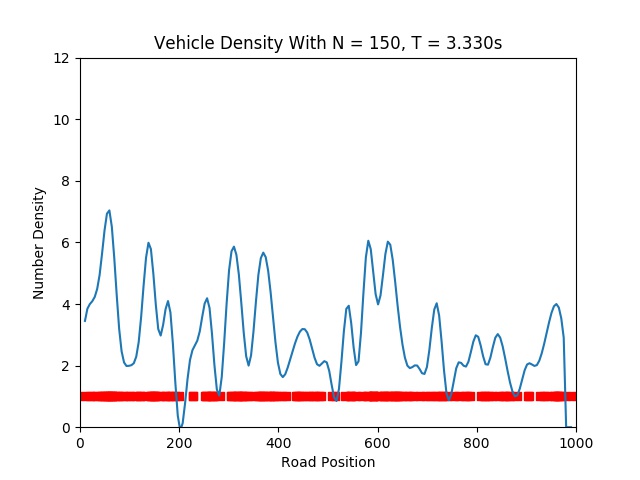 Vehicle Density With N = 150, T = 3.330s
12
10
8
6
4
2
0
Number Density
0 200 400 600 800 1000
Road Position